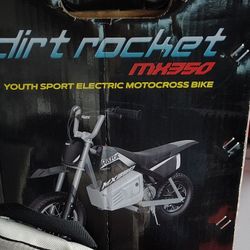 dirt rocket
MX350
YOUTH SPORT ELECTRIC MOTOCROSS BIKE